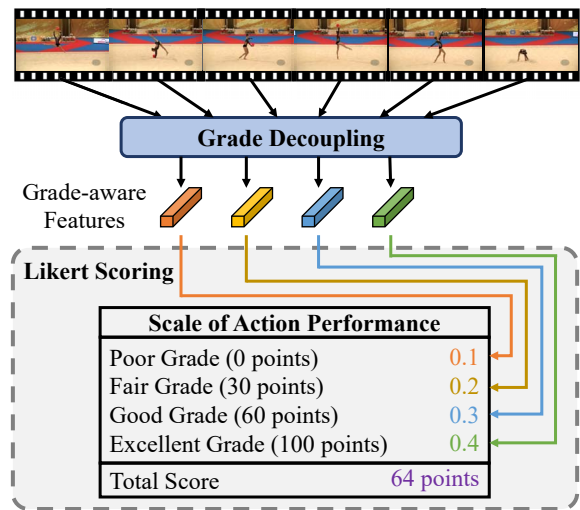 Grade Decoupling
Grade-aware
Features
Likert Scoring
Scale of Action Performance
Poor Grade (0 points) 0.1
Fair Grade (30 points) 0.2
Good Grade (60 points) 0.3
Excellent Grade (100 points) 0.4
Total Score 64 points